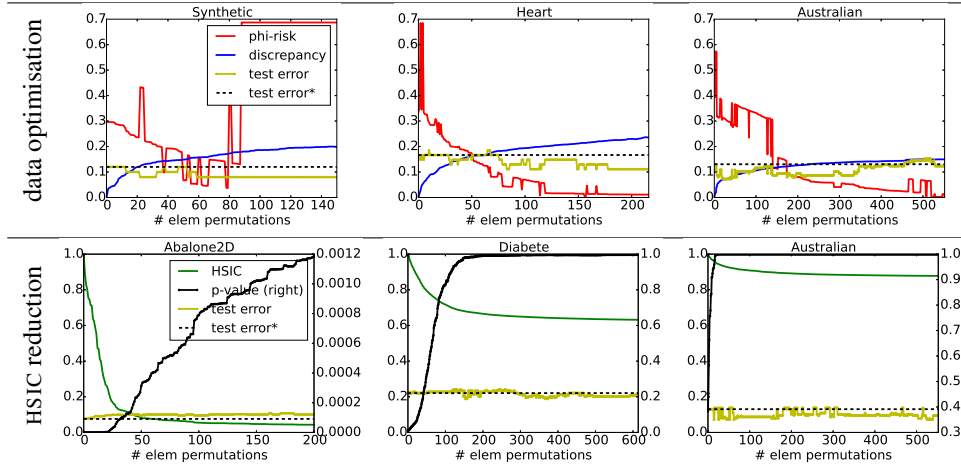 data optimisation
Synthetic
0.7
0.6
0.5
0.4
0.3
0.2
0.1
0.0
phi-risk
discrepancy
test error
test error*
0 20 40 60 80 100 120 140
# elem permutations
Heart
0.7
0.6
0.5
0.4
0.3
0.2
0.1
0.0
0 50 100 150 200
# elem permutations
Australian
0.7
0.6
0.5
0.4
0.3
0.2
0.1
0.0
0 100 200 300 400 500
# elem permutations
HSIC reduction
Abalone2D
1.0
0.8
0.6
0.4
0.2
0.0
HSIC
p-value (right)
test error
test error*
0.0012
0.0010
0.0008
0.0006
0.0004
0.0002
0.0000
0 50 100 150 200
# elem permutations
Diabete
1.0
0.8
0.6
0.4
0.2
0.0
1.0
0.8
0.6
0.4
0.2
0.0
0 100 200 300 400 500 600
# elem permutations
Australian
1.0
0.8
0.6
0.4
0.2
0.0
1.0
0.9
0.8
0.7
0.6
0.5
0.4
0.3
0 100 200 300 400 500
# elem permutations